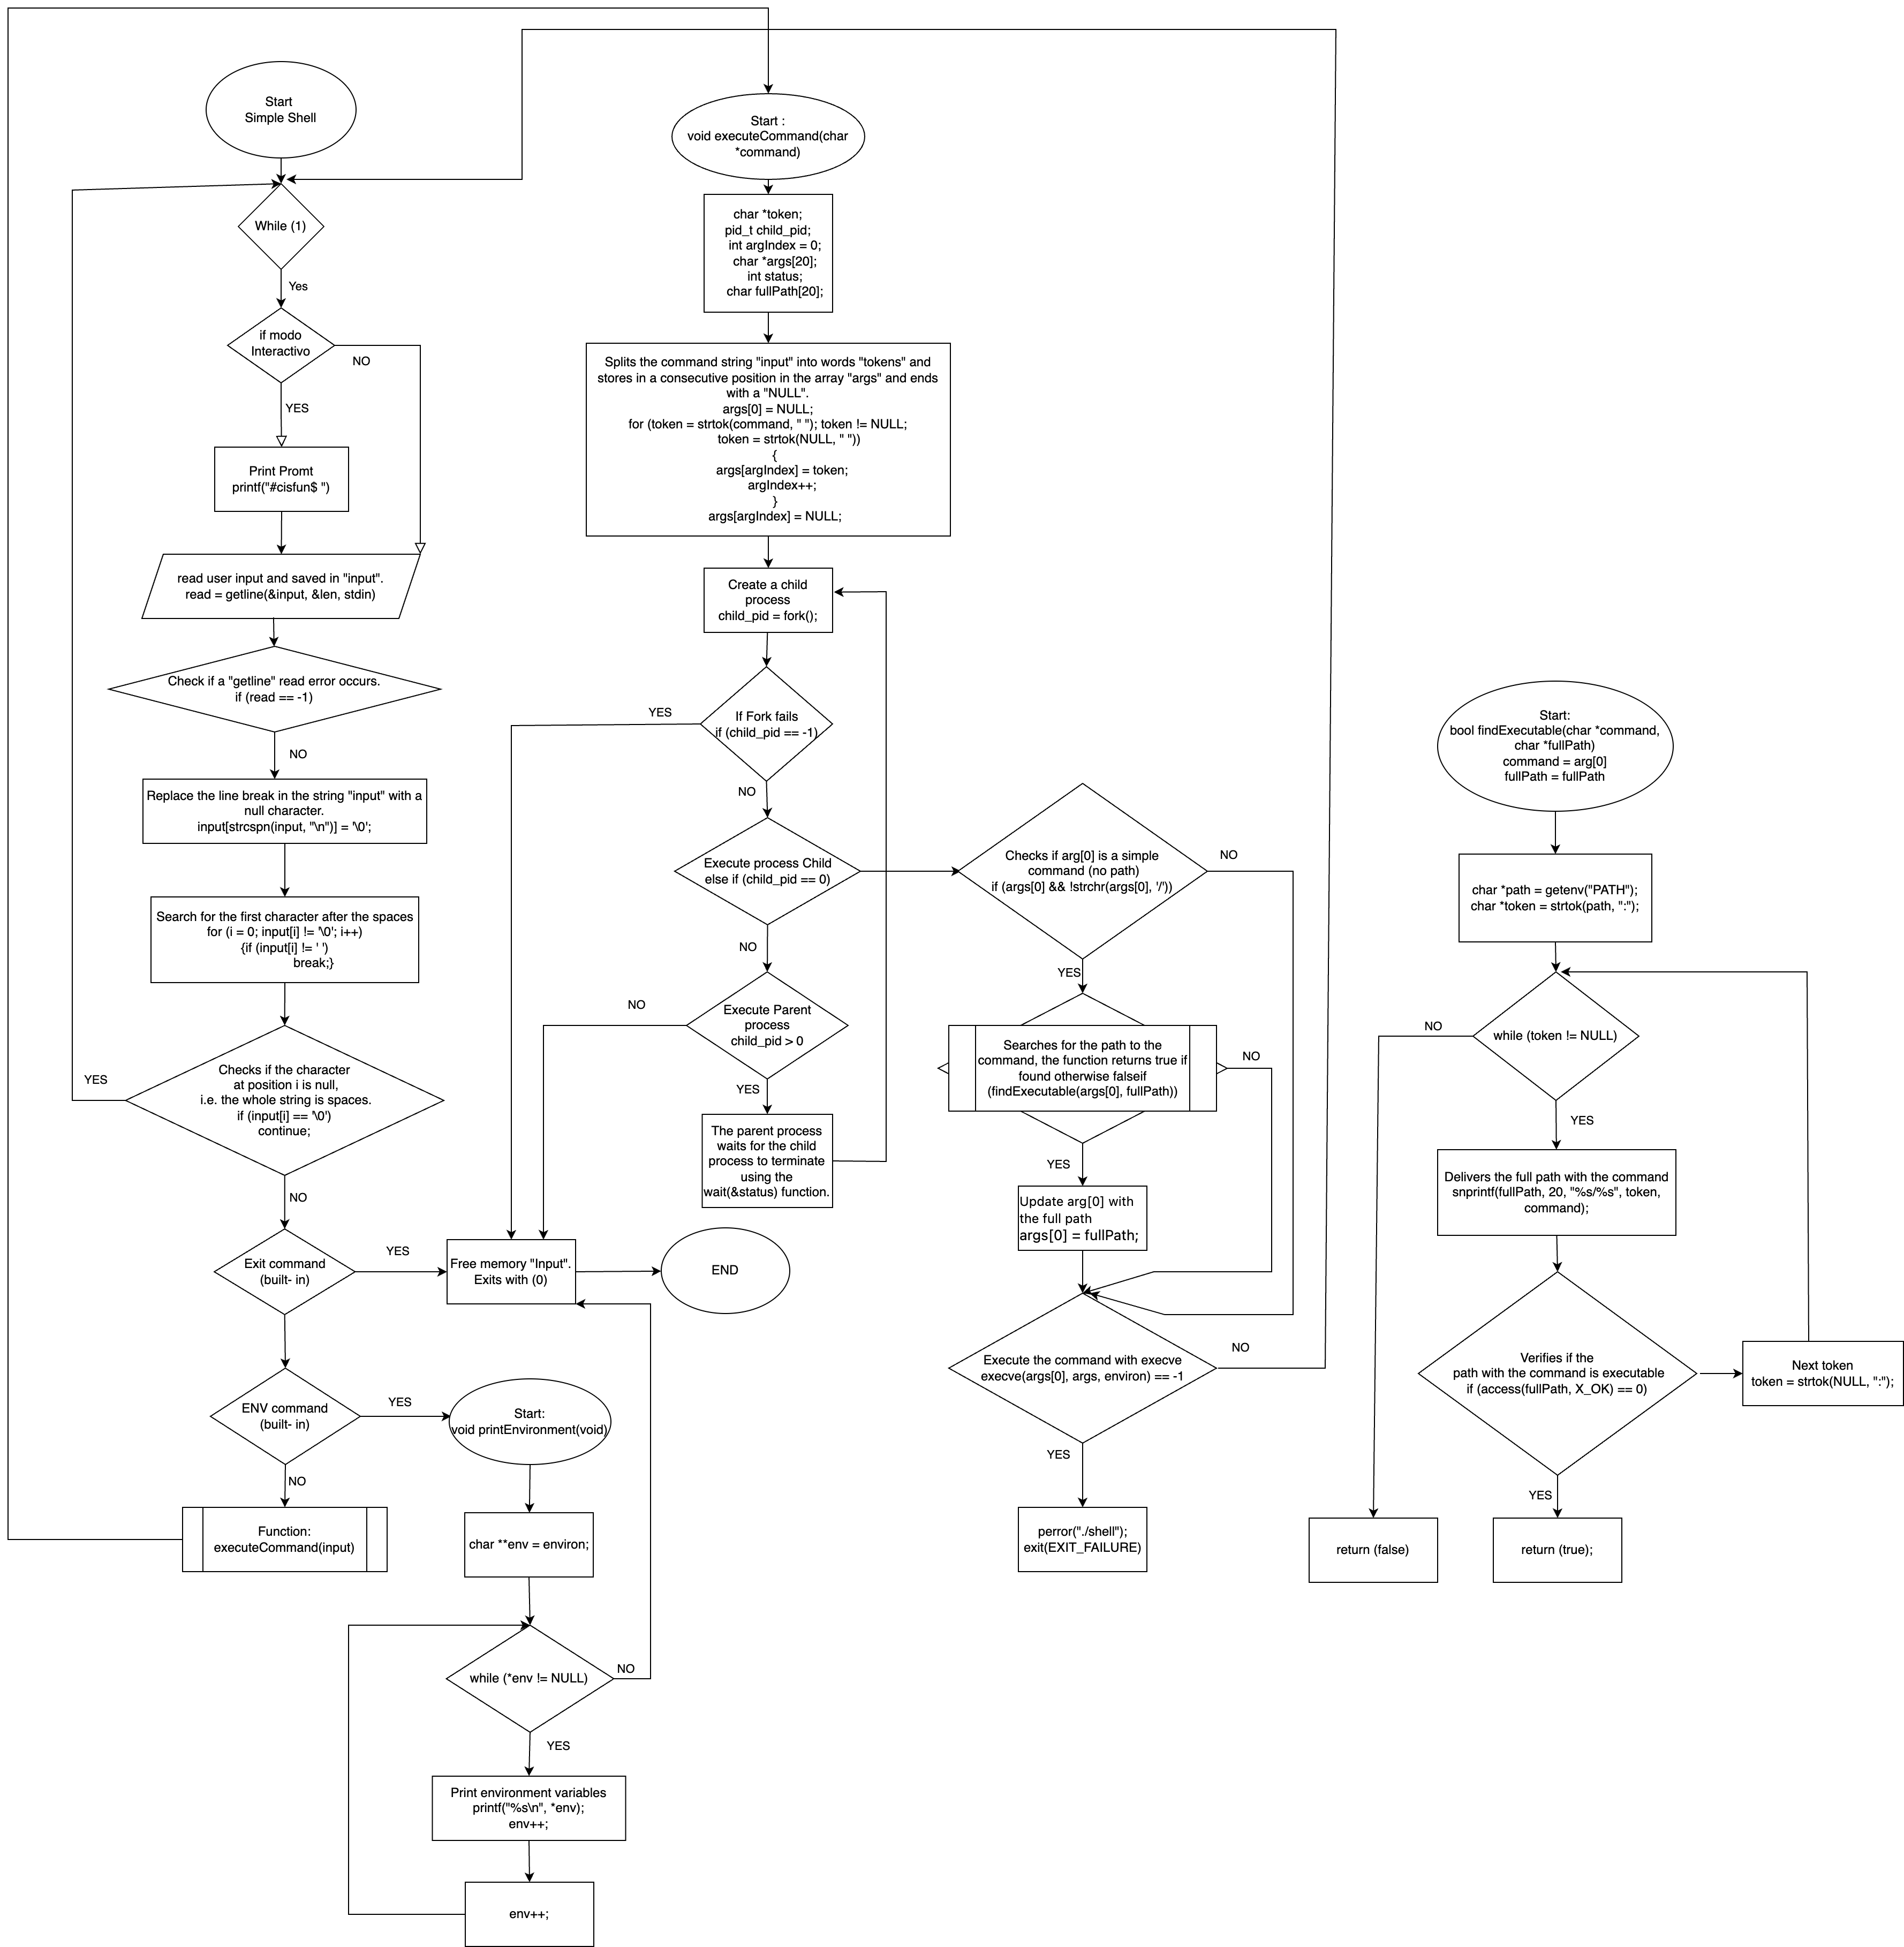 Start
Simple Shell
While (1)
Yes
if modo
Interactivo
NO
YES
Print Promt
printf("#cisfun$ ")
read user input and saved in "input".
read = getline(&input, &len, stdin)
Check if a "getline" read error occurs.
if (read == -1)
NO
Replace the line break in the string "input" with a
null character.
input[strcspn(input, "\n")] = '\0';
Search for the first character after the spaces
for (i = 0; input[i] != '\0'; i++)
{if (input[i] != ' ')
break;}
Checks if the character
at position i is null,
i.e. the whole string is spaces.
if (input[i] == '\0')
continue;
YES
NO
Exit command
(built- in)
YES
Free memory "Input".
Exits with (0)
END
ENV command
(built- in)
YES
NO
Function:
executeCommand(input)
Start:
void printEnvironment(void)
char **env = environ;
while (*env != NULL)
NO
YES
Print environment variables
printf("%s\n", *env);
env++;
env++;
Start :
void executeCommand(char
*command)
char *token;
pid_t child_pid;
int argIndex = 0;
char *args[20];
int status;
char fullPath[20];
Splits the command string "input" into words "tokens" and
stores in a consecutive position in the array "args" and ends
with a "NULL".
args[0] = NULL;
for (token = strtok(command, " "); token != NULL;
token = strtok(NULL, " "))
{
args[argIndex] = token;
argIndex++;
}
args[argIndex] = NULL;
Create a child
process
child_pid = fork();
If Fork fails
if (child_pid == -1)
YES
NO
Execute process Child
else if (child_pid == 0)
NO
Execute Parent
process
child_pid > 0
NO
YES
The parent process
waits for the child
process to terminate
using the
wait(&status) function.
Checks if arg[0] is a simple
command (no path)
if (args[0] && !strchr(args[0], '/'))
NO
YES
Searches for the path to the
command, the function returns true if
found otherwise falseif
(findExecutable(args[0], fullPath))
NO
YES
Update arg[0] with
the full path
args[0] = fullPath;
Execute the command with execve
execve(args[0], args, environ) == -1
NO
YES
perror("./shell");
exit(EXIT_FAILURE)
Start:
bool findExecutable(char *command,
char *fullPath)
command = arg[0]
fullPath = fullPath
char *path = getenv("PATH");
char *token = strtok(path, ":");
while (token != NULL)
NO
YES
Delivers the full path with the command
snprintf(fullPath, 20, "%s/%s", token,
command);
Verifies if the
path with the command is executable
if (access(fullPath, X_OK) == 0)
Next token
token = strtok(NULL, ":");
YES
return (false)
return (true);